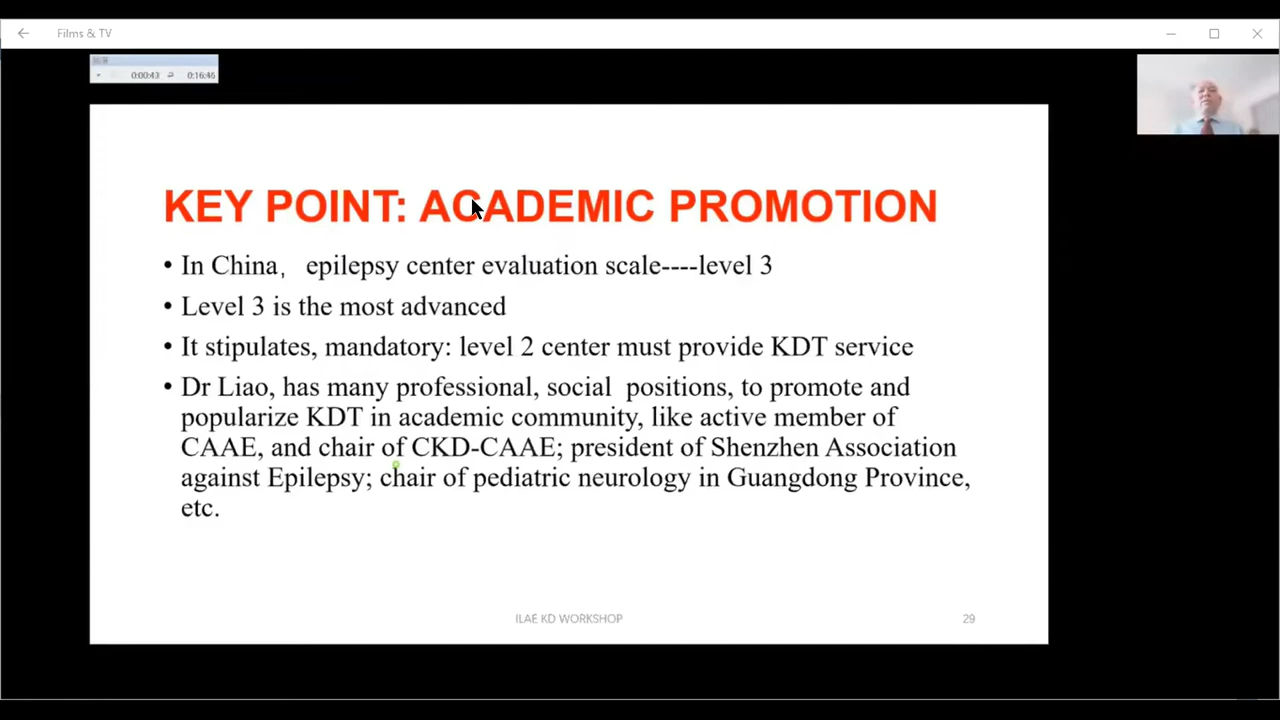 Films & TV
0:00:43
0:16:46
KEY POINT: ACADEMIC PROMOTION
• In China， epilepsy center evaluation scale----level 3
• Level 3 is the most advanced
• It stipulates, mandatory: level 2 center must provide KDT service
• Dr Liao, has many professional, social positions, to promote and
popularize KDT in academic community, like active member of
CAAE, and chair of CKD-CAAE; president of Shenzhen Association
against Epilepsy; chair of pediatric neurology in Guangdong Province,
etc.
ILAE KD WORKSHOP
29